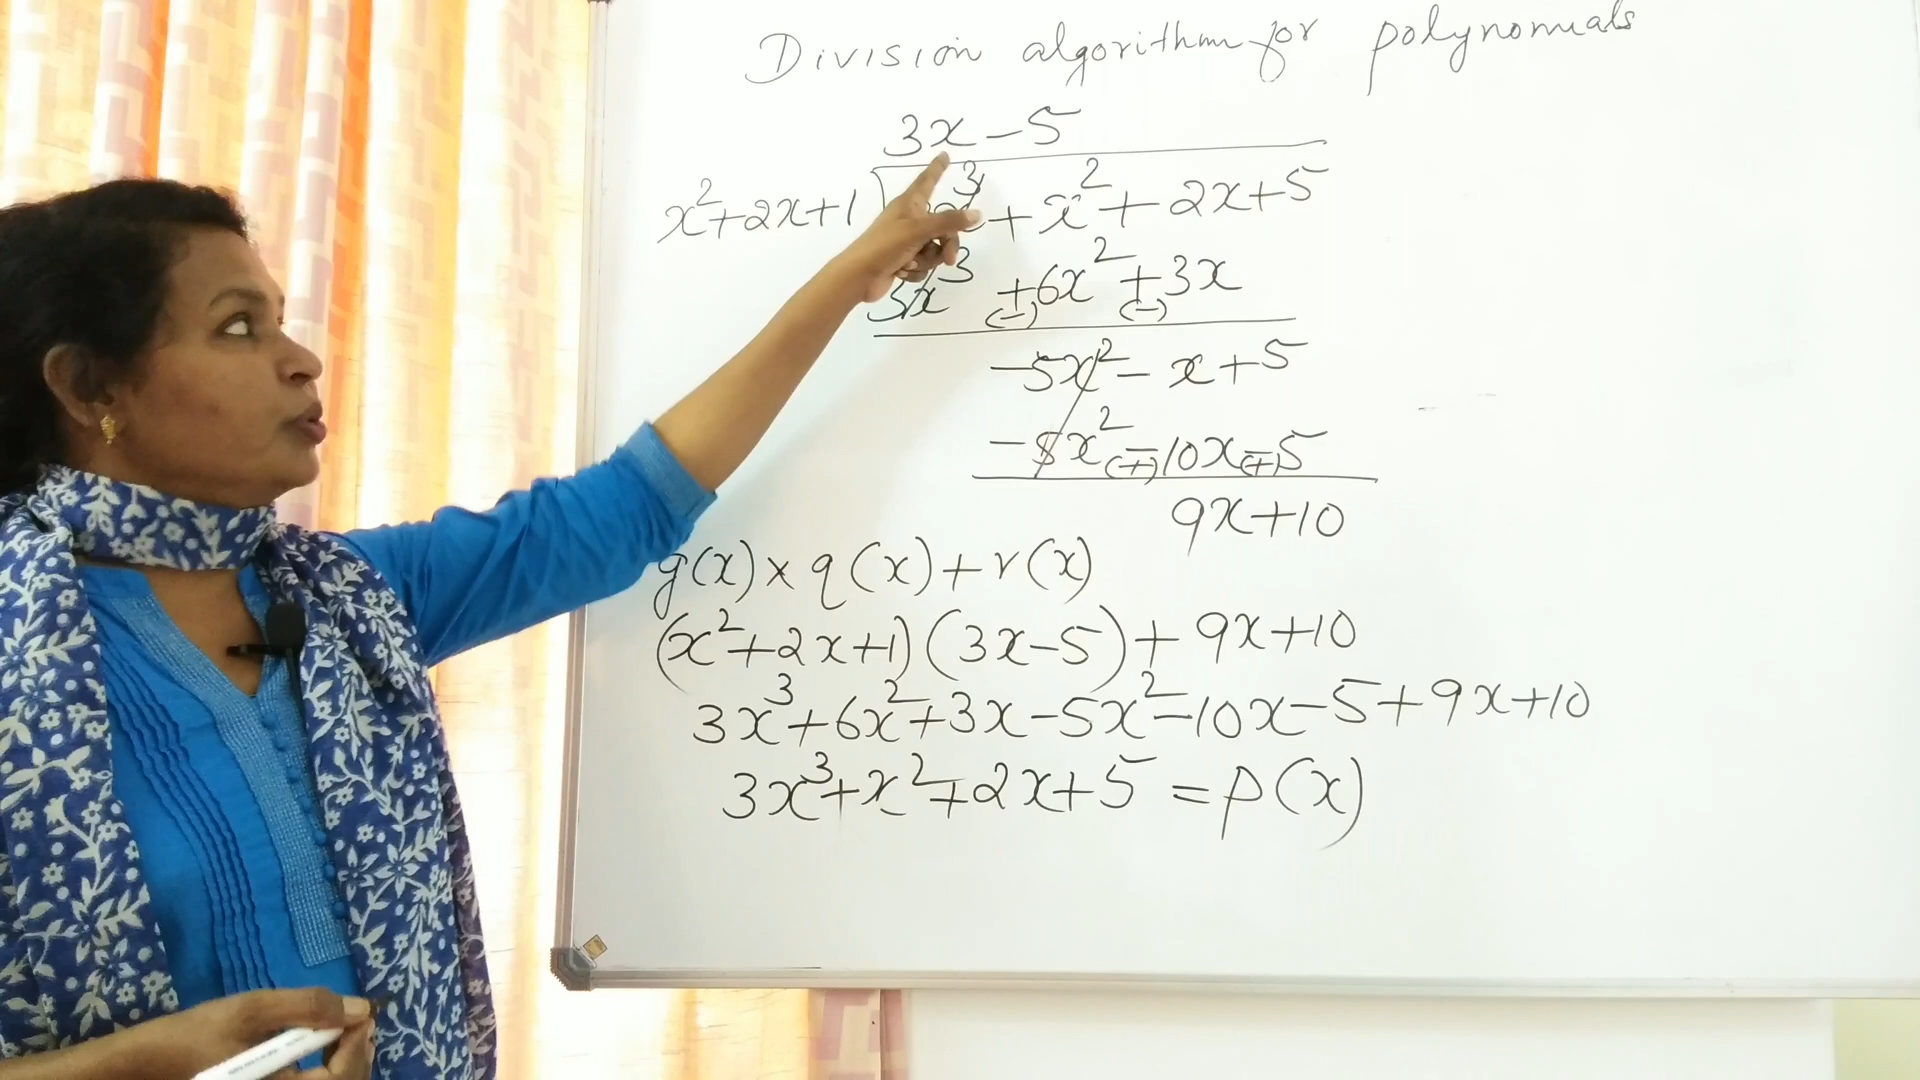 Division algorithm for polynomials
3x - 5
x²+2x+1 x³ + x² + 2x+5
3x³ +6x² +3x
(-) (-)
-5x² - x+5
-5x² -10x -5
(+) (+)
9x+10
g(x) × q(x)+r(x)
(x²+2x+1)(3x-5)+9x+10
3x³+6x²+3x-5x²-10x-5+9x+10
3x³+x²+2x+5 = p(x)